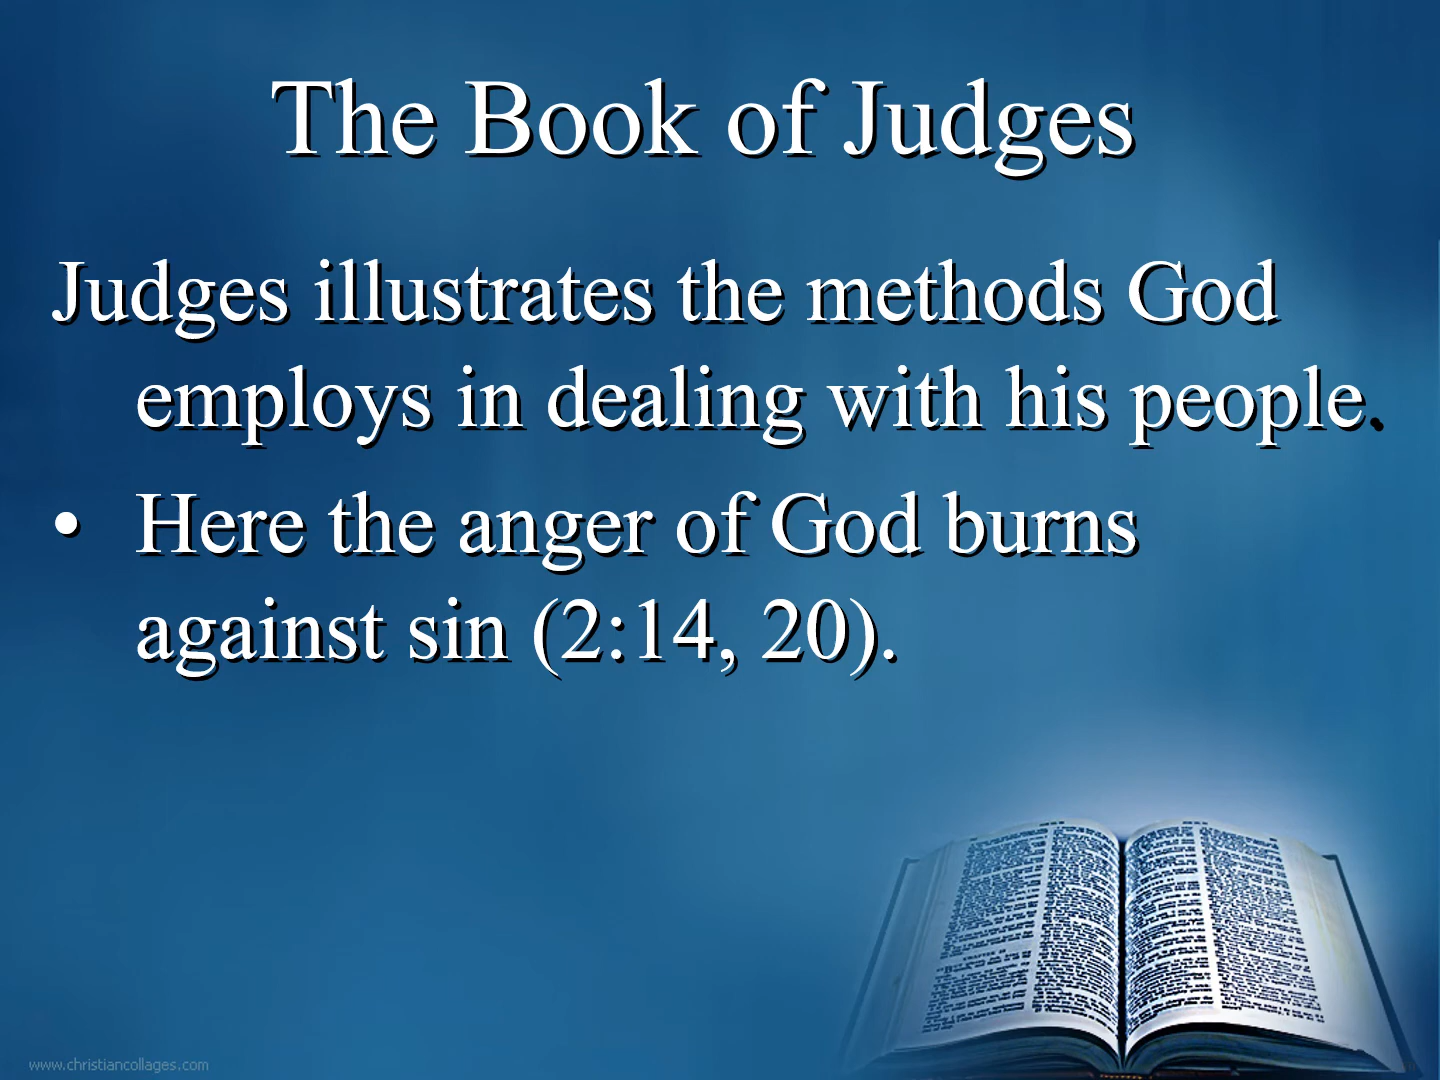 The Book of Judges
Judges illustrates the methods God
employs in dealing with his people.
• Here the anger of God burns
against sin (2:14, 20).
www.christiancollages.com